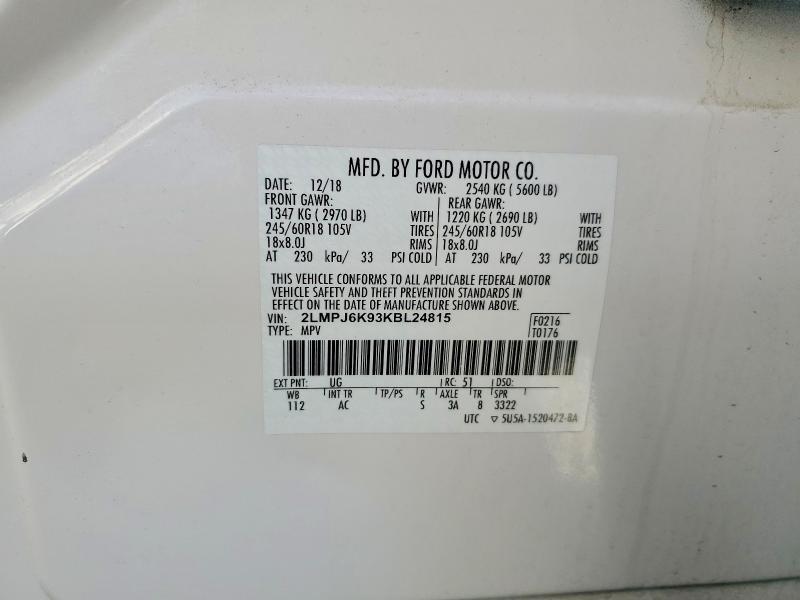 MFD. BY FORD MOTOR CO.
DATE: 12/18 GVWR: 2540 KG ( 5600 LB)
FRONT GAWR: REAR GAWR:
1347 KG ( 2970 LB) WITH 1220 KG ( 2690 LB) WITH
245/60R18 105V TIRES 245/60R18 105V TIRES
18x8.0J RIMS 18x8.0J RIMS
AT 230 kPa/ 33 PSI COLD AT 230 kPa/ 33 PSI COLD
THIS VEHICLE CONFORMS TO ALL APPLICABLE FEDERAL MOTOR
VEHICLE SAFETY AND THEFT PREVENTION STANDARDS IN
EFFECT ON THE DATE OF MANUFACTURE SHOWN ABOVE.
VIN: 2LMPJ6K93KBL24815 F0216
TYPE: MPV T0176
EXT PNT: UG RC: 51 DSO:
WB INT TR TP/PS R AXLE TR SPR
112 AC S 3A 8 3322
UTC ▽ 5U5A-1520472-BA